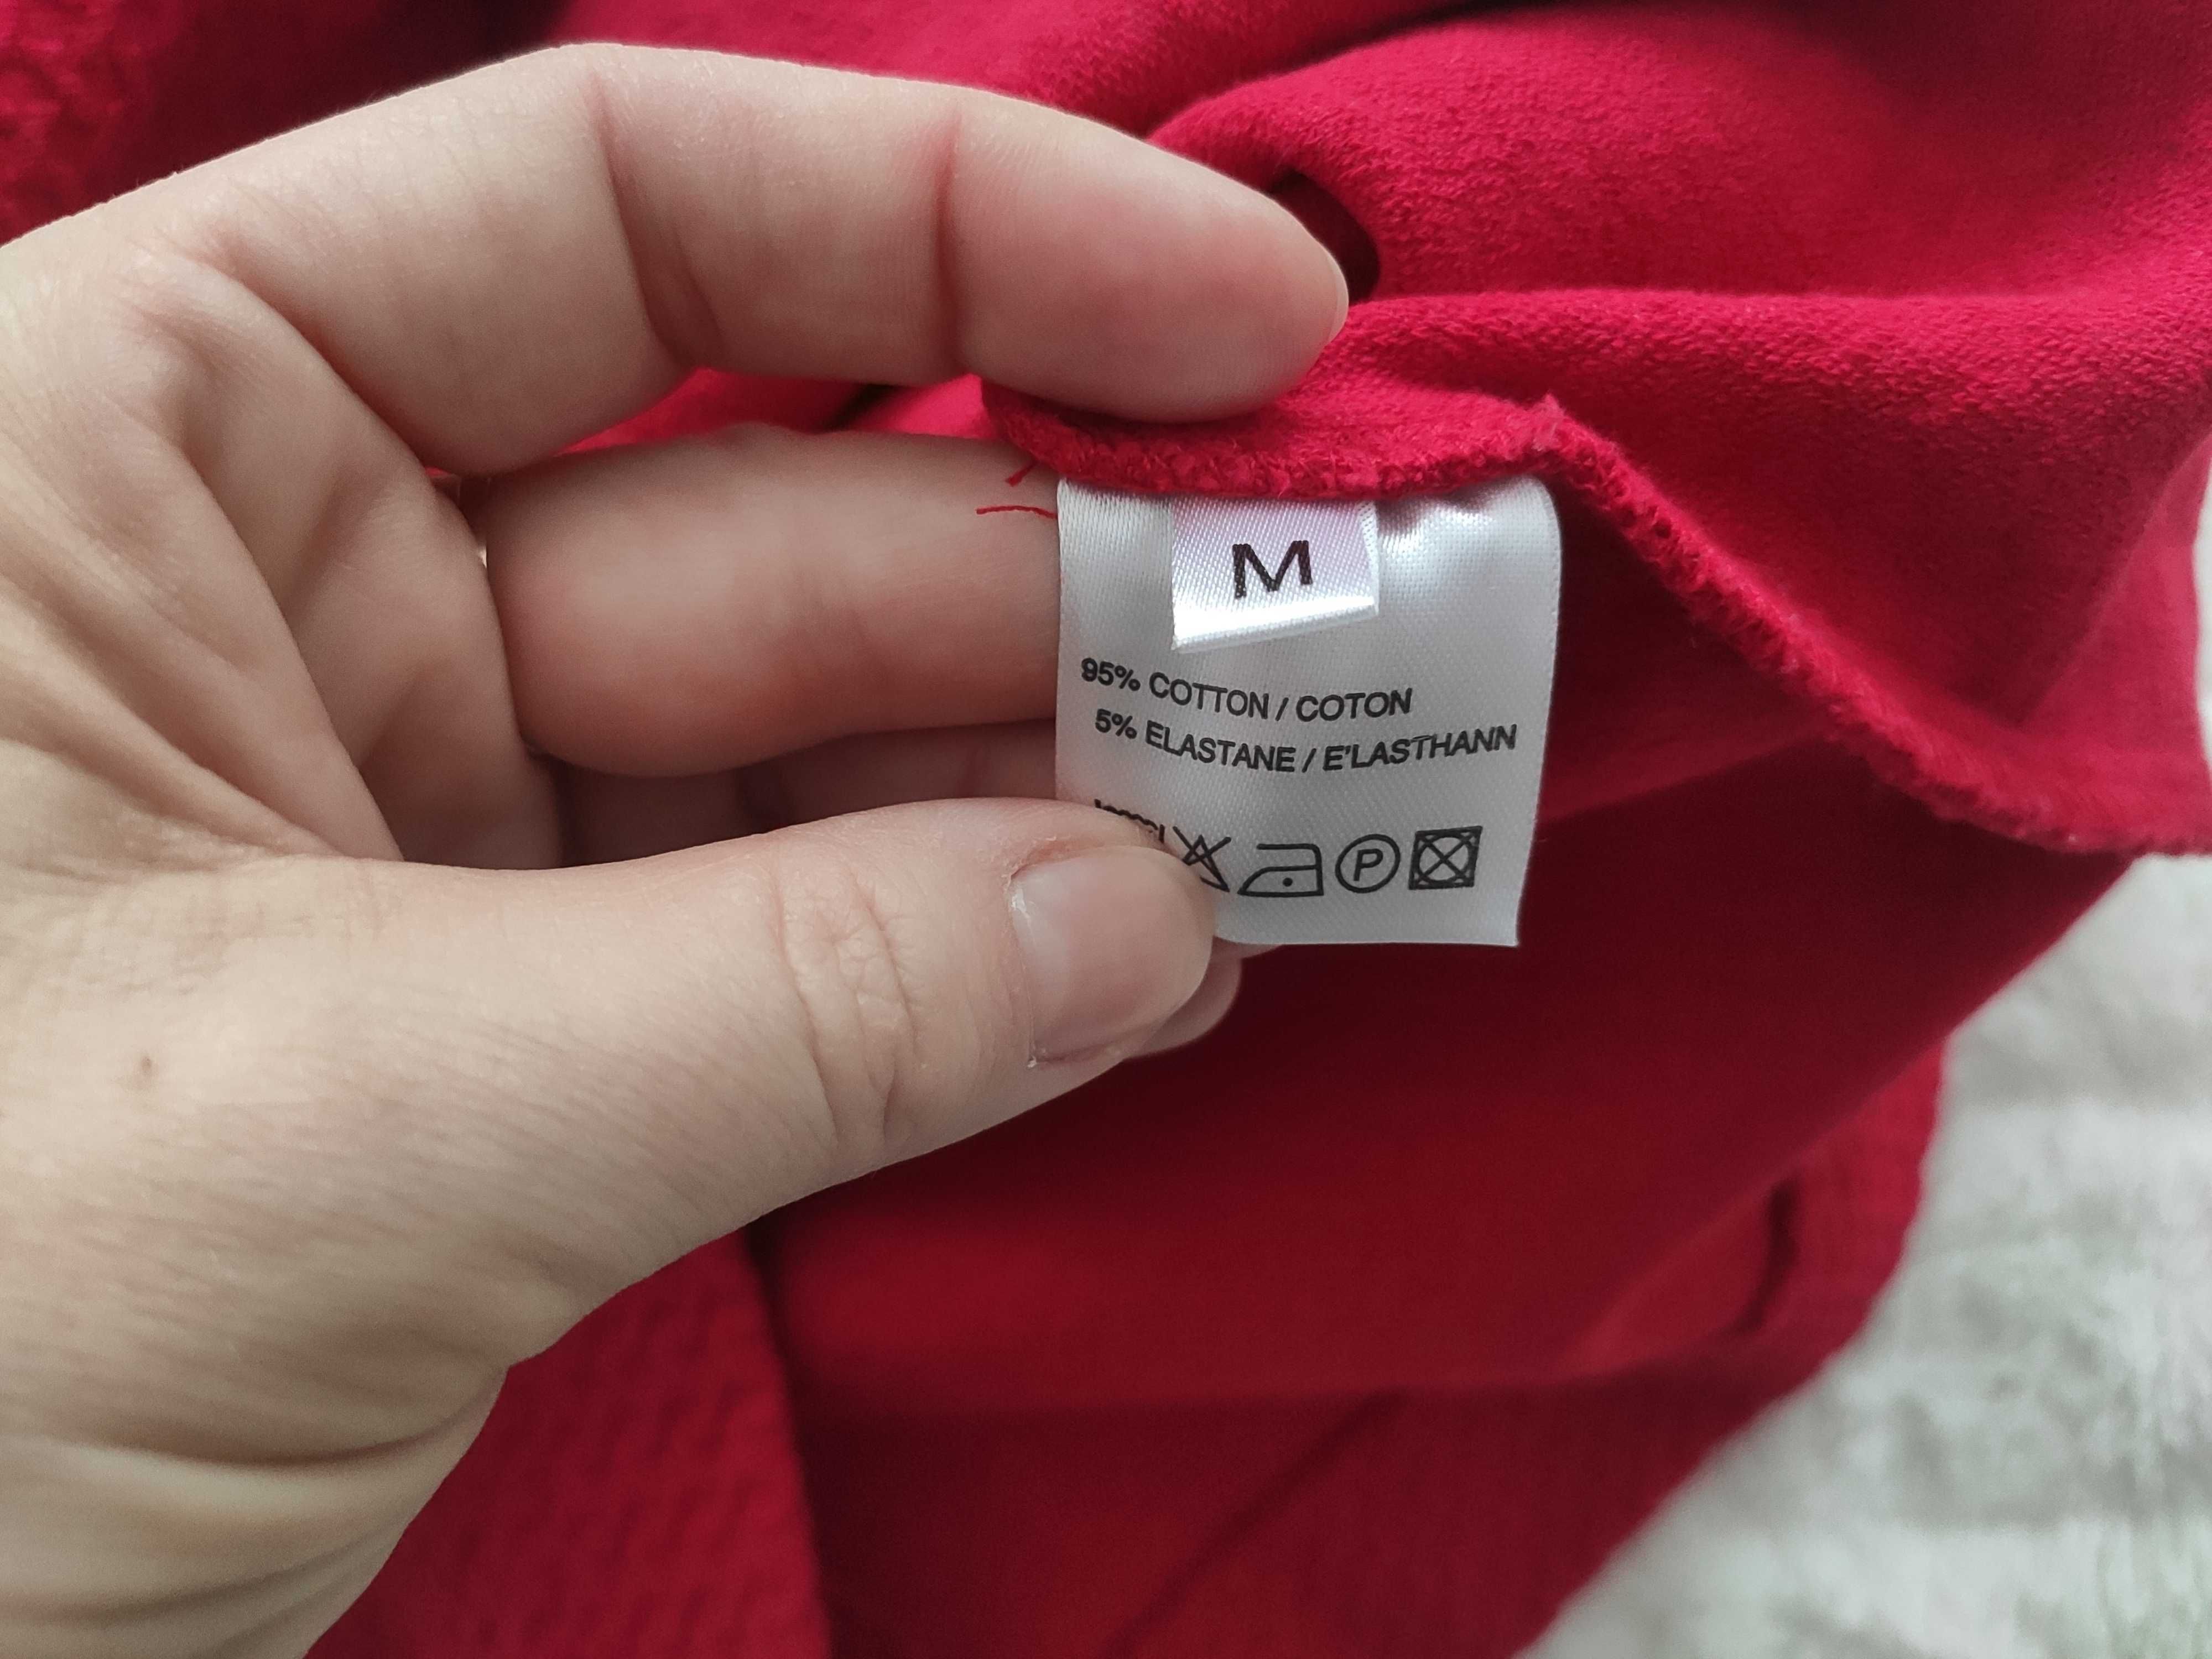 M
95% COTTON / COTON
5% ELASTANE / E'LASTHANN
P